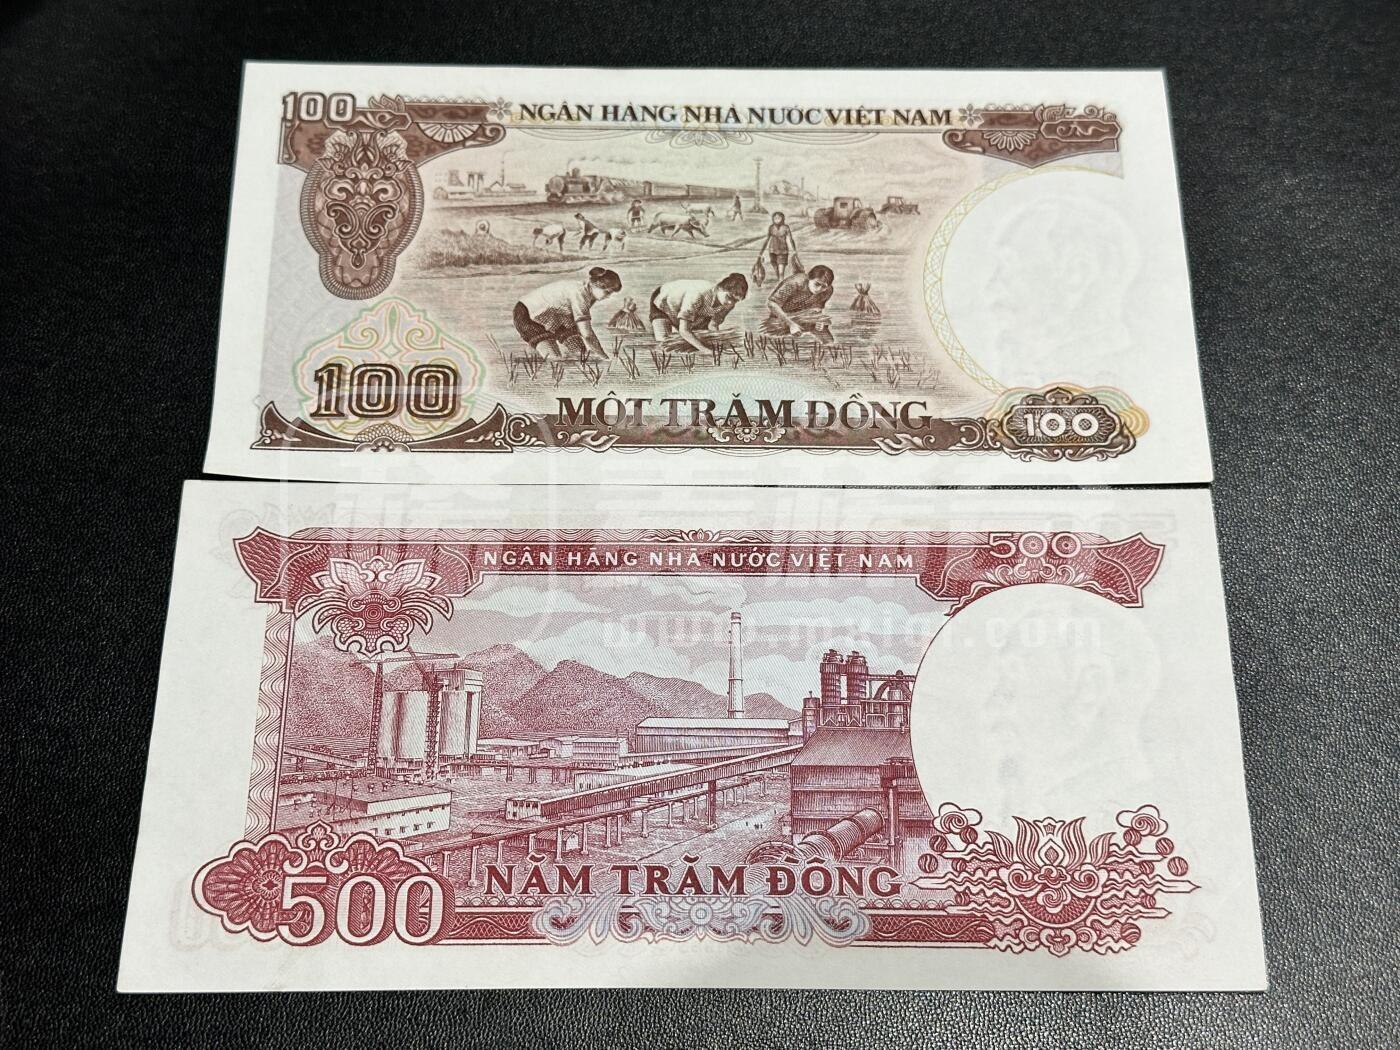 100
NGÂN HÀNG NHÀ NƯỚC VIỆT NAM
100
MỘT TRĂM ĐỒNG
100
NGÂN HÀNG NHÀ NƯỚC VIỆT NAM
500
500
NĂM TRĂM ĐỒNG